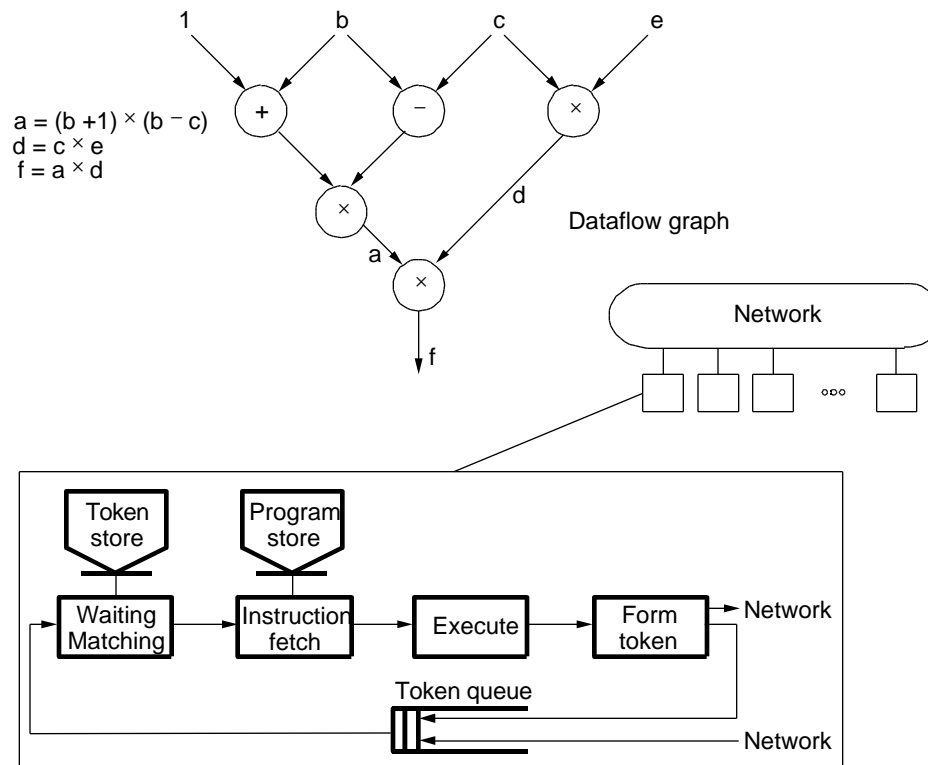 1 b c e
+ − ×
a = (b +1) × (b − c)
d = c × e
f = a × d
×
d
a
×
Dataflow graph
f
Network
Token
store
Program
store
Waiting
Matching
Instruction
fetch
Execute
Form
token
Network
Token queue
Network